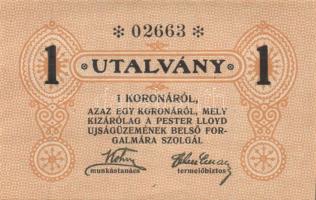 * 02663 *
1 UTALVÁNY 1
1 KORONÁRÓL,
AZAZ EGY KORONÁRÓL, MELY
KIZÁRÓLAG A PESTER LLOYD
UJSÁGÜZEMÉNEK BELSŐ FOR-
GALMÁRA SZOLGÁL
munkástanács termelőbiztos